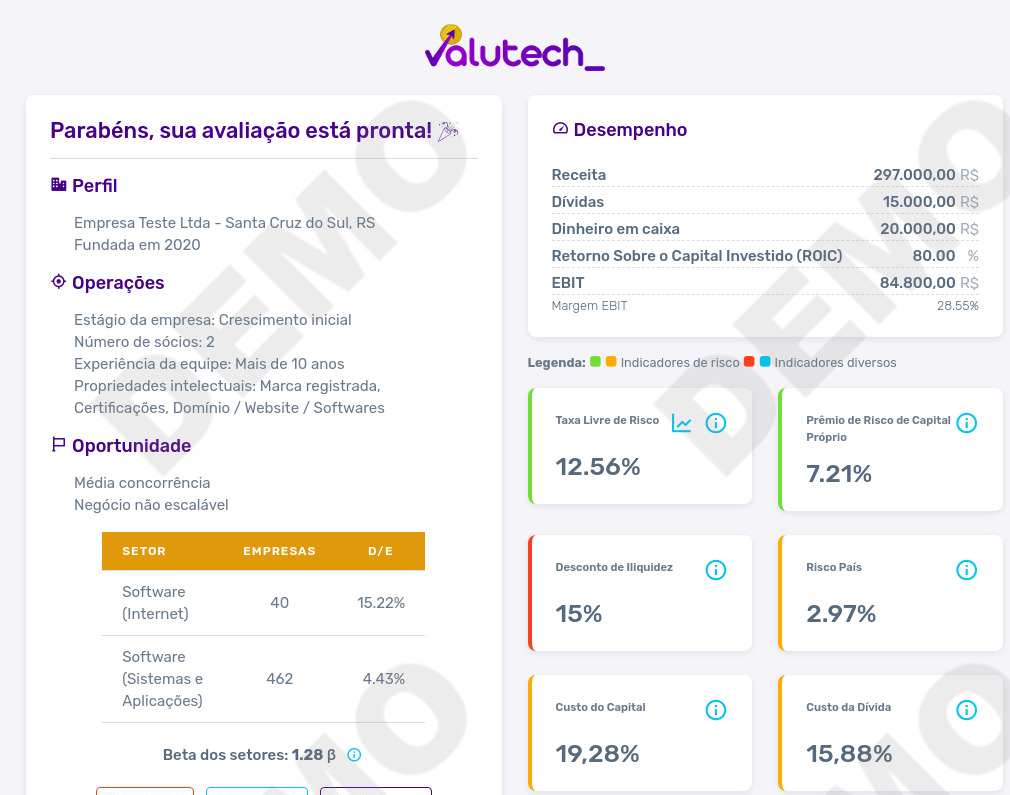 Valutech_
Parabéns, sua avaliação está pronta!
Perfil
Empresa Teste Ltda - Santa Cruz do Sul, RS
Fundada em 2020
Operações
Estágio da empresa: Crescimento inicial
Número de sócios: 2
Experiência da equipe: Mais de 10 anos
Propriedades intelectuais: Marca registrada,
Certificações, Domínio / Website / Softwares
Oportunidade
Média concorrência
Negócio não escalável
SETOR EMPRESAS D/E
Software
(Internet) 40 15.22%
Software
(Sistemas e 462 4.43%
Aplicações)
Beta dos setores: 1.28 β
Desempenho
Receita 297.000,00 R$
Dívidas 15.000,00 R$
Dinheiro em caixa 20.000,00 R$
Retorno Sobre o Capital Investido (ROIC) 80.00 %
EBIT 84.800,00 R$
Margem EBIT 28.55%
Legenda: Indicadores de risco Indicadores diversos
Taxa Livre de Risco
12.56%
Prêmio de Risco de Capital
Próprio
7.21%
Desconto de Iliquidez
15%
Risco País
2.97%
Custo do Capital
19,28%
Custo da Dívida
15,88%
DEMO
DEMO